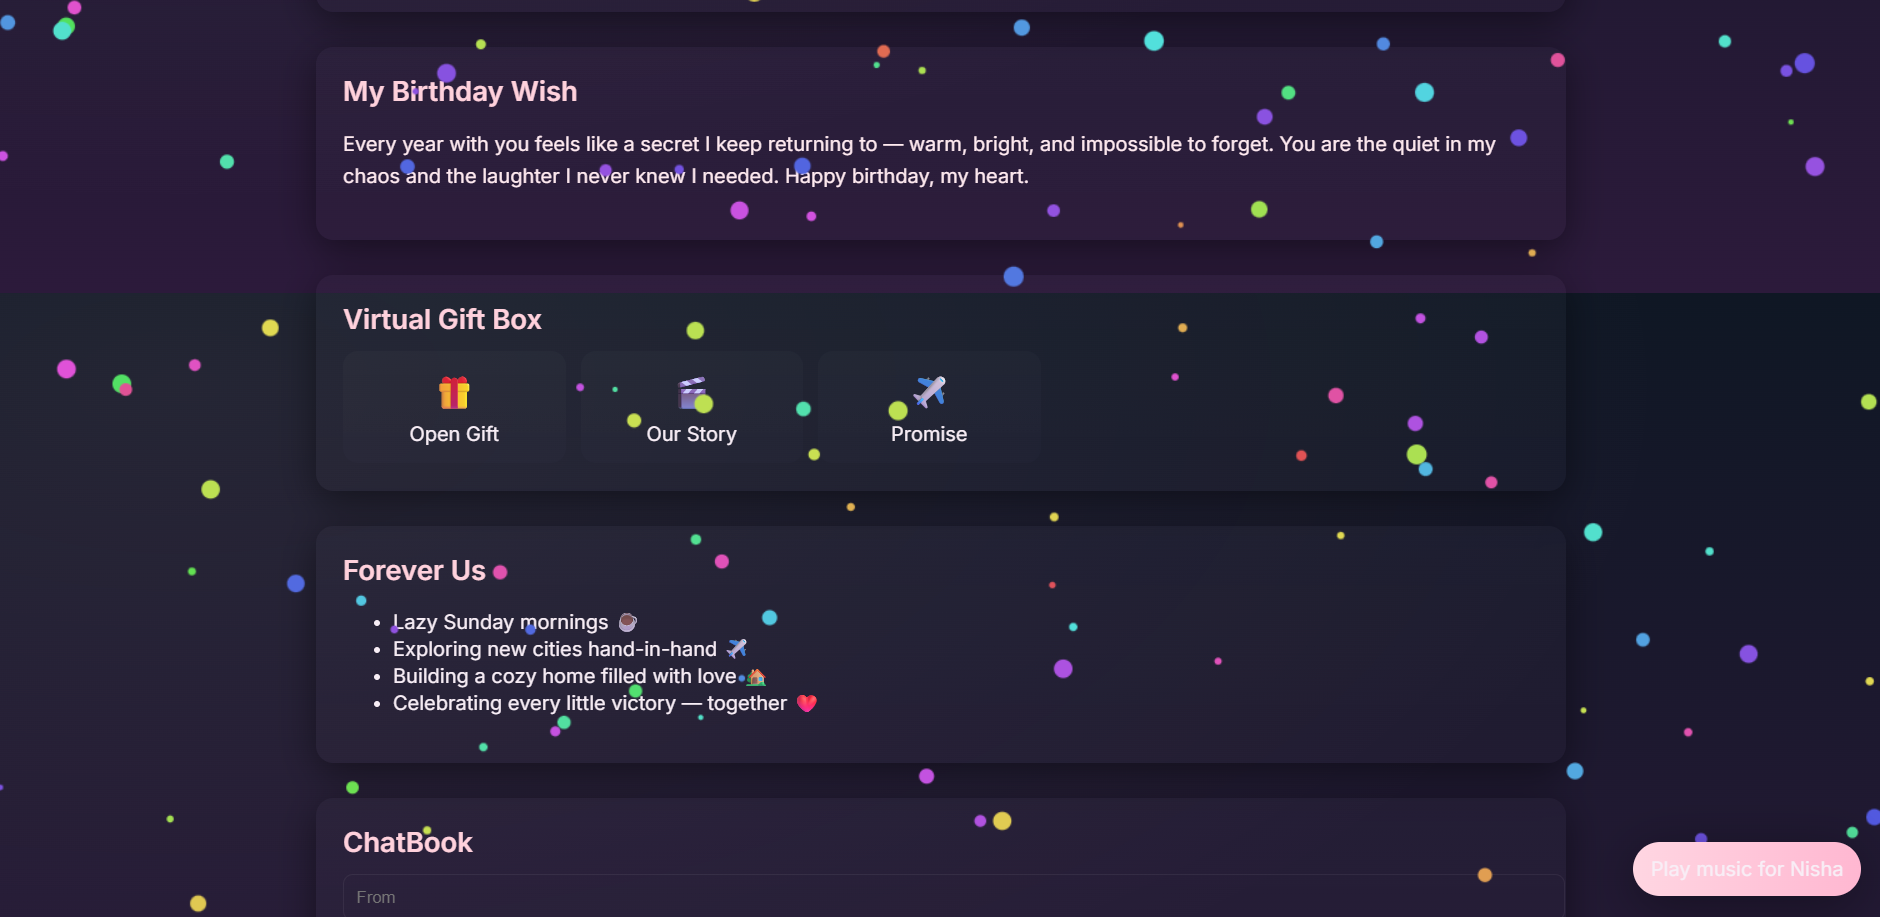 My Birthday Wish
Every year with you feels like a secret I keep returning to — warm, bright, and impossible to forget. You are the quiet in my
chaos and the laughter I never knew I needed. Happy birthday, my heart.
Virtual Gift Box
Open Gift
Our Story
Promise
Forever Us
• Lazy Sunday mornings ☕
• Exploring new cities hand-in-hand ✈️
• Building a cozy home filled with love 🏡
• Celebrating every little victory — together ❤️
ChatBook
From
Play music for Nisha